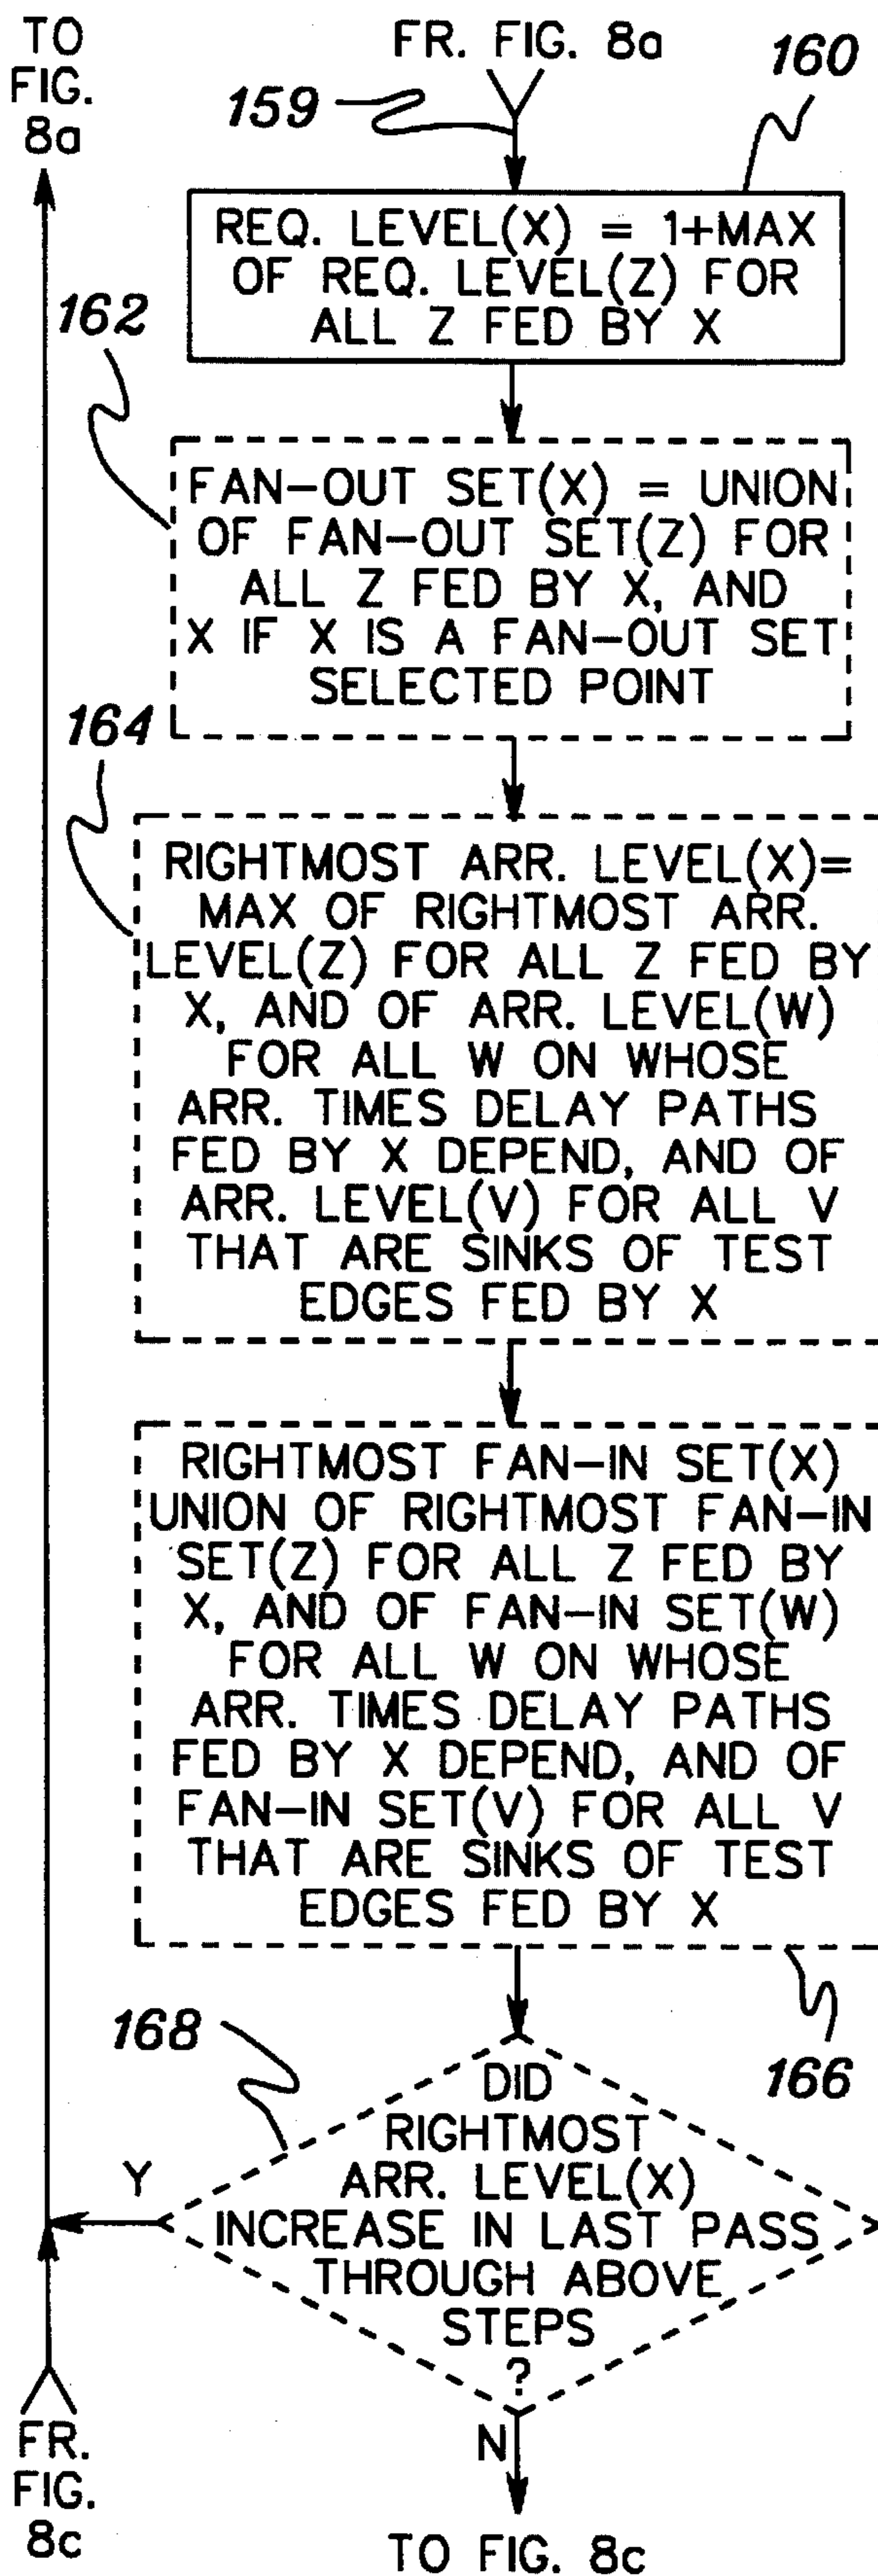 TO
FIG.
8a
FR. FIG. 8a
160
159
REQ. LEVEL(X) = 1+MAX
OF REQ. LEVEL(Z) FOR
ALL Z FED BY X
162
FAN-OUT SET(X) = UNION
OF FAN-OUT SET(Z) FOR
ALL Z FED BY X, AND
X IF X IS A FAN-OUT SET
SELECTED POINT
164
RIGHTMOST ARR. LEVEL(X)=
MAX OF RIGHTMOST ARR.
LEVEL(Z) FOR ALL Z FED BY
X, AND OF ARR. LEVEL(W)
FOR ALL W ON WHOSE
ARR. TIMES DELAY PATHS
FED BY X DEPEND, AND OF
ARR. LEVEL(V) FOR ALL V
THAT ARE SINKS OF TEST
EDGES FED BY X
RIGHTMOST FAN-IN SET(X)
UNION OF RIGHTMOST FAN-IN
SET(Z) FOR ALL Z FED BY
X, AND OF FAN-IN SET(W)
FOR ALL W ON WHOSE
ARR. TIMES DELAY PATHS
FED BY X DEPEND, AND OF
FAN-IN SET(V) FOR ALL V
THAT ARE SINKS OF TEST
EDGES FED BY X
168
166
DID
RIGHTMOST
ARR. LEVEL(X)
INCREASE IN LAST PASS
THROUGH ABOVE
STEPS
?
Y
N
FR.
FIG.
8c
TO FIG. 8c